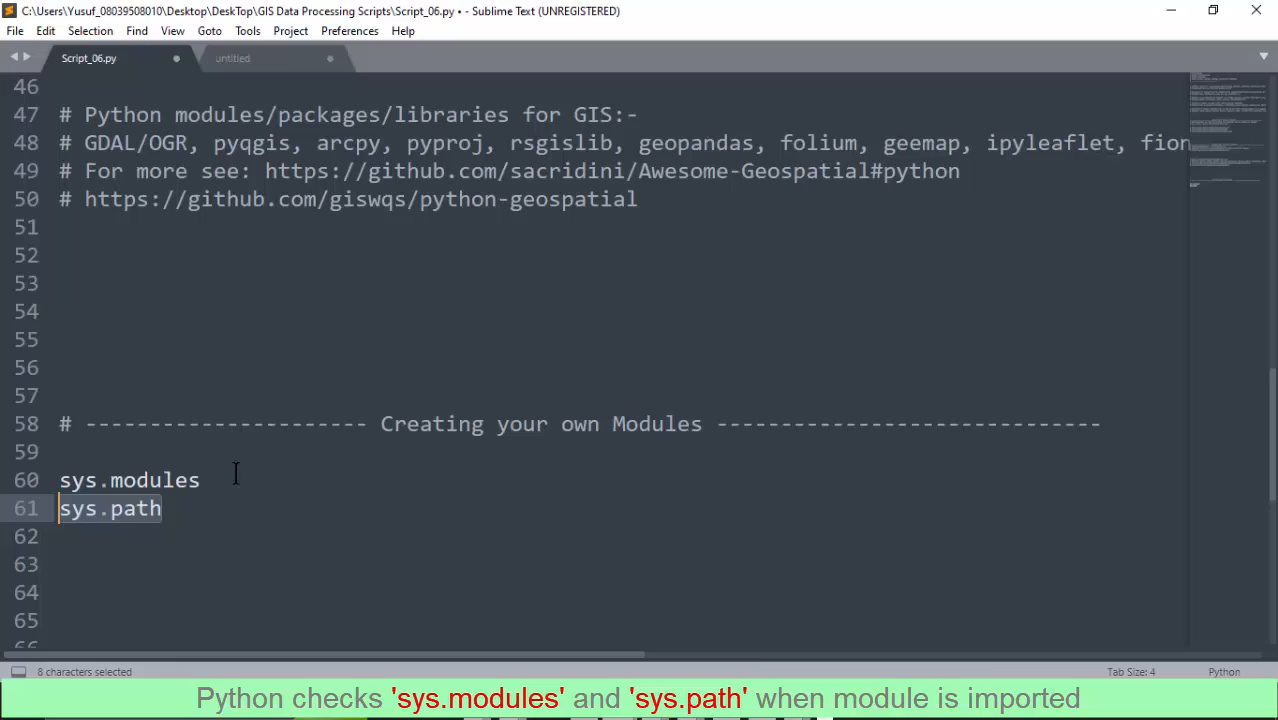 C:\Users\Yusuf_08039508010\Desktop\DeskTop\GIS Data Processing Scripts\Script_06.py • - Sublime Text (UNREGISTERED)
File Edit Selection Find View Goto Tools Project Preferences Help
Script_06.py untitled
46
47 # Python modules/packages/libraries for GIS:-
48 # GDAL/OGR, pyqgis, arcpy, pyproj, rsgislib, geopandas, folium, geemap, ipyleaflet, fion
49 # For more see: https://github.com/sacridini/Awesome-Geospatial#python
50 # https://github.com/giswqs/python-geospatial
51
52
53
54
55
56
57
58 # ---------------------- Creating your own Modules ------------------------------
59
60 sys.modules
61 sys.path
62
63
64
65
66
8 characters selected Tab Size: 4 Python
Python checks 'sys.modules' and 'sys.path' when module is imported